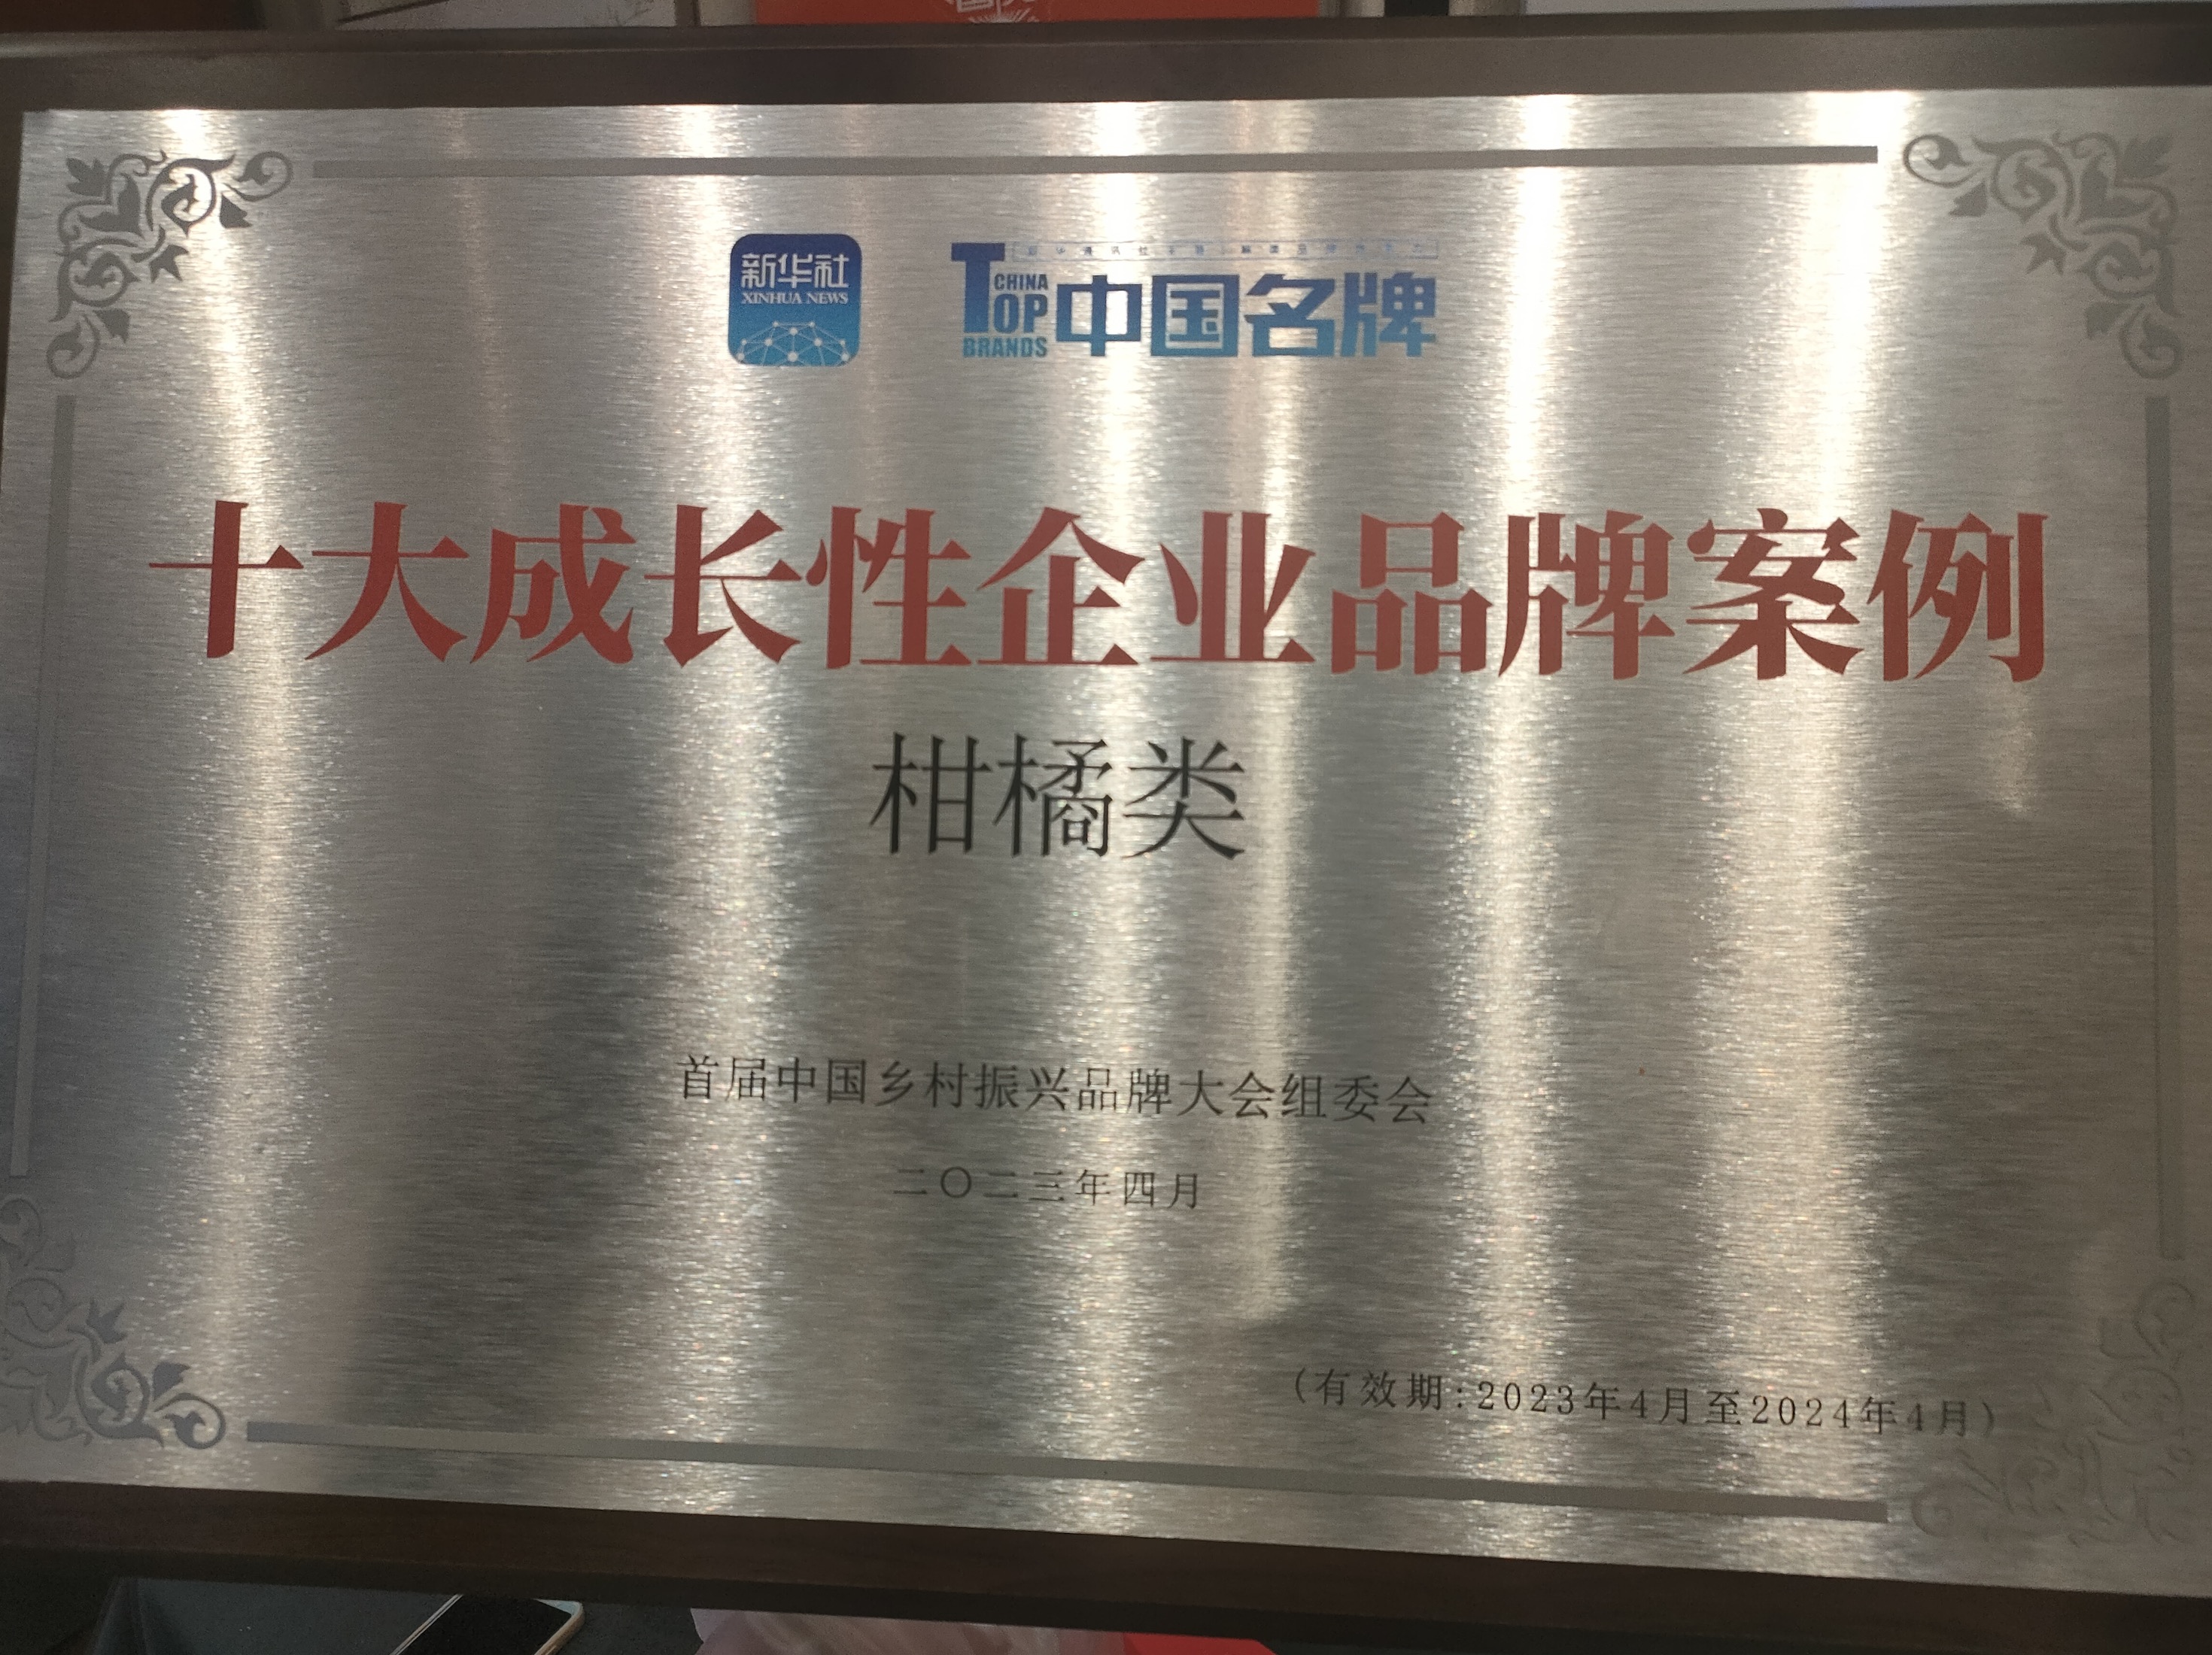 新华社
XINHUA NEWS
TOP
CHINA
BRANDS
中国名牌
十大成长性企业品牌案例
柑橘类
首届中国乡村振兴品牌大会组委会
二〇二三年四月
(有效期:2023年4月至2024年4月)